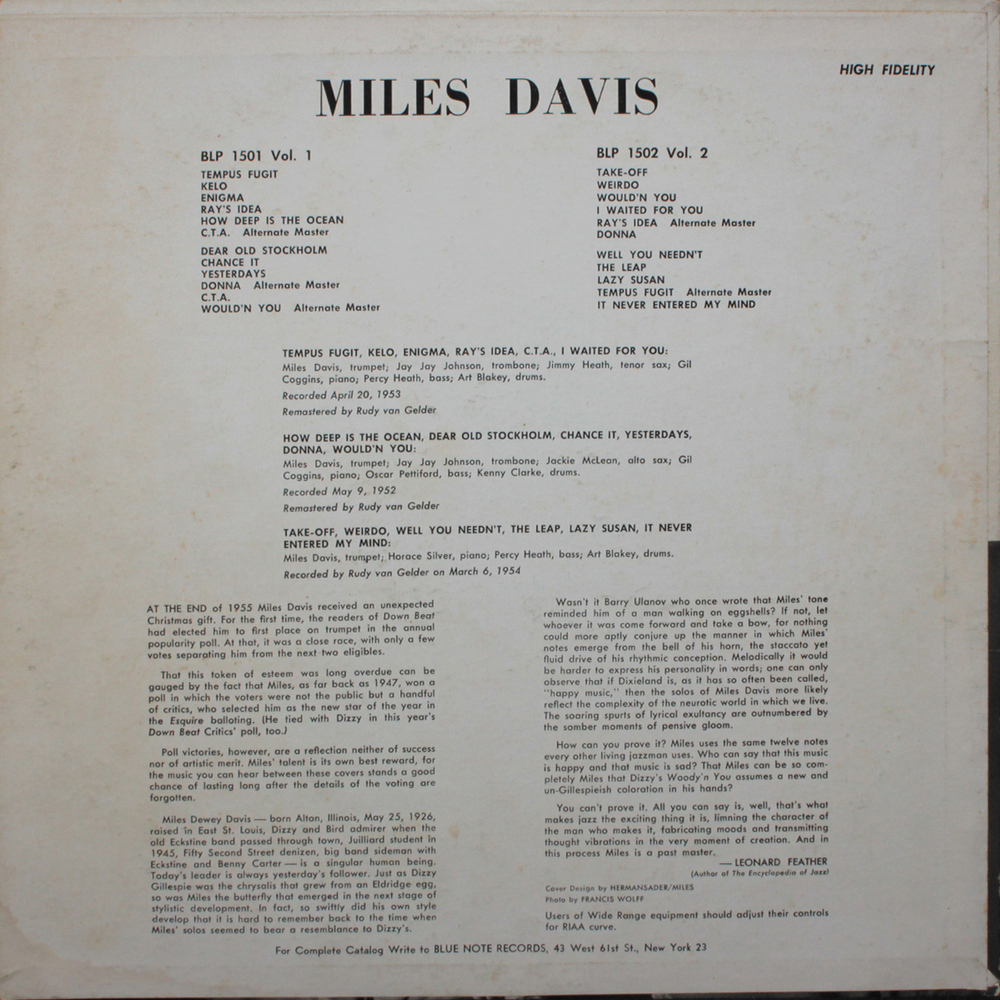 HIGH FIDELITY
MILES DAVIS
BLP 1501 Vol. 1
TEMPUS FUGIT
KELO
ENIGMA
RAY'S IDEA
HOW DEEP IS THE OCEAN
C.T.A. Alternate Master
DEAR OLD STOCKHOLM
CHANCE IT
YESTERDAYS
DONNA Alternate Master
C.T.A.
WOULD'N YOU Alternate Master
BLP 1502 Vol. 2
TAKE-OFF
WEIRDO
WOULD'N YOU
I WAITED FOR YOU
RAY'S IDEA Alternate Master
DONNA
WELL YOU NEEDN'T
THE LEAP
LAZY SUSAN
TEMPUS FUGIT Alternate Master
IT NEVER ENTERED MY MIND
TEMPUS FUGIT, KELO, ENIGMA, RAY'S IDEA, C.T.A., I WAITED FOR YOU:
Miles Davis, trumpet; Jay Jay Johnson, trombone; Jimmy Heath, tenor sax; Gil
Coggins, piano; Percy Heath, bass; Art Blakey, drums.
Recorded April 20, 1953
Remastered by Rudy van Gelder
HOW DEEP IS THE OCEAN, DEAR OLD STOCKHOLM, CHANCE IT, YESTERDAYS,
DONNA, WOULD'N YOU:
Miles Davis, trumpet; Jay Jay Johnson, trombone; Jackie McLean, alto sax; Gil
Coggins, piano; Oscar Pettiford, bass; Kenny Clarke, drums.
Recorded May 9, 1952
Remastered by Rudy van Gelder
TAKE-OFF, WEIRDO, WELL YOU NEEDN'T, THE LEAP, LAZY SUSAN, IT NEVER
ENTERED MY MIND:
Miles Davis, trumpet; Horace Silver, piano; Percy Heath, bass; Art Blakey, drums.
Recorded by Rudy van Gelder on March 6, 1954
AT THE END of 1955 Miles Davis received an unexpected
Christmas gift. For the first time, the readers of Down Beat
had elected him to first place on trumpet in the annual
popularity poll. At that, it was a close race, with only a few
votes separating him from the next two eligibles.
That this token of esteem was long overdue can be
gauged by the fact that Miles, as far back as 1947, won a
poll in which the voters were not the public but a handful
of critics, who selected him as the new star of the year in
the Esquire balloting. (He tied with Dizzy in this year's
Down Beat Critics' poll, too.)
Poll victories, however, are a reflection neither of success
nor of artistic merit. Miles' talent is its own best reward, for
the music you can hear between these covers stands a good
chance of lasting long after the details of the voting are
forgotten.
Miles Dewey Davis — born Alton, Illinois, May 25, 1926,
raised in East St. Louis, Dizzy and Bird admirer when the
old Eckstine band passed through town, Juilliard student in
1945, Fifty Second Street denizen, big band sideman with
Eckstine and Benny Carter — is a singular human being.
Today's leader is always yesterday's follower. Just as Dizzy
Gillespie was the chrysalis that grew from an Eldridge egg,
so was Miles the butterfly that emerged in the next stage of
stylistic development. In fact, so swiftly did his own style
develop that it is hard to remember back to the time when
Miles' solos seemed to bear a resemblance to Dizzy's.
Wasn't it Barry Ulanov who once wrote that Miles' tone
reminded him of a man walking on eggshells? If not, let
whoever it was come forward and take a bow, for nothing
could more aptly conjure up the manner in which Miles'
notes emerge from the bell of his horn, the staccato yet
fluid drive of his rhythmic conception. Melodically it would
be harder to express his personality in words; one can only
observe that if Dixieland is, as it has so often been called,
"happy music," then the solos of Miles Davis more likely
reflect the complexity of the neurotic world in which we live.
The soaring spurts of lyrical exultancy are outnumbered by
the somber moments of pensive gloom.
How can you prove it? Miles uses the same twelve notes
every other living jazzman uses. Who can say that this music
is happy and that music is sad? That Miles can be so com-
pletely Miles that Dizzy's Woody'n You assumes a new and
un-Gillespieish coloration in his hands?
You can't prove it. All you can say is, well, that's what
makes jazz the exciting thing it is, limning the character of
the man who makes it, fabricating moods and transmitting
thought vibrations in the very moment of creation. And in
this process Miles is a past master.
— LEONARD FEATHER
(Author of The Encyclopedia of Jazz)
Cover Design by HERMANSADER/MILES
Photo by FRANCIS WOLFF
Users of Wide Range equipment should adjust their controls
for RIAA curve.
For Complete Catalog Write to BLUE NOTE RECORDS, 43 West 61st St., New York 23